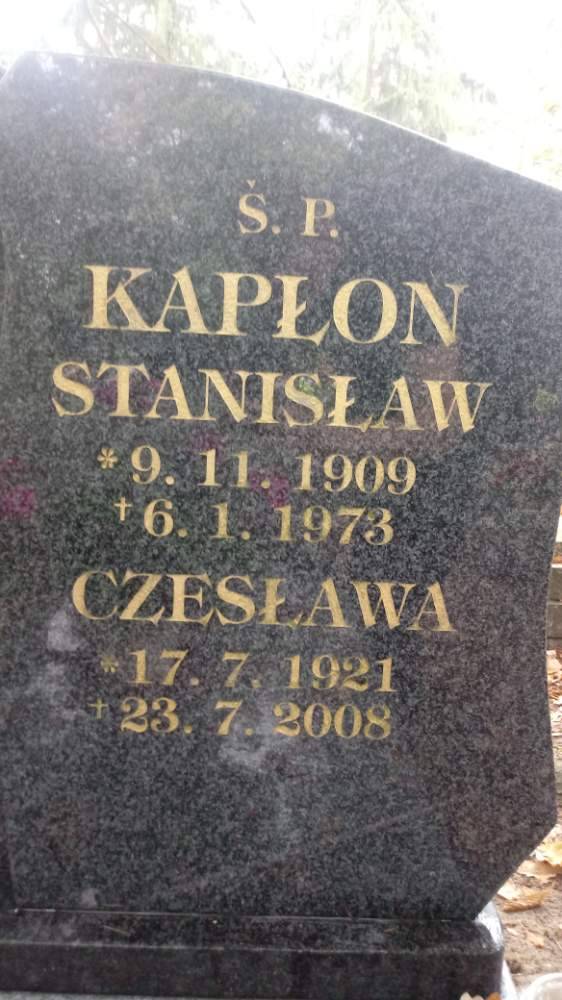 Š. P.
KAPŁON
STANISŁAW
*9. 11. 1909
†6. 1. 1973
CZESŁAWA
*17. 7. 1921
†23. 7. 2008